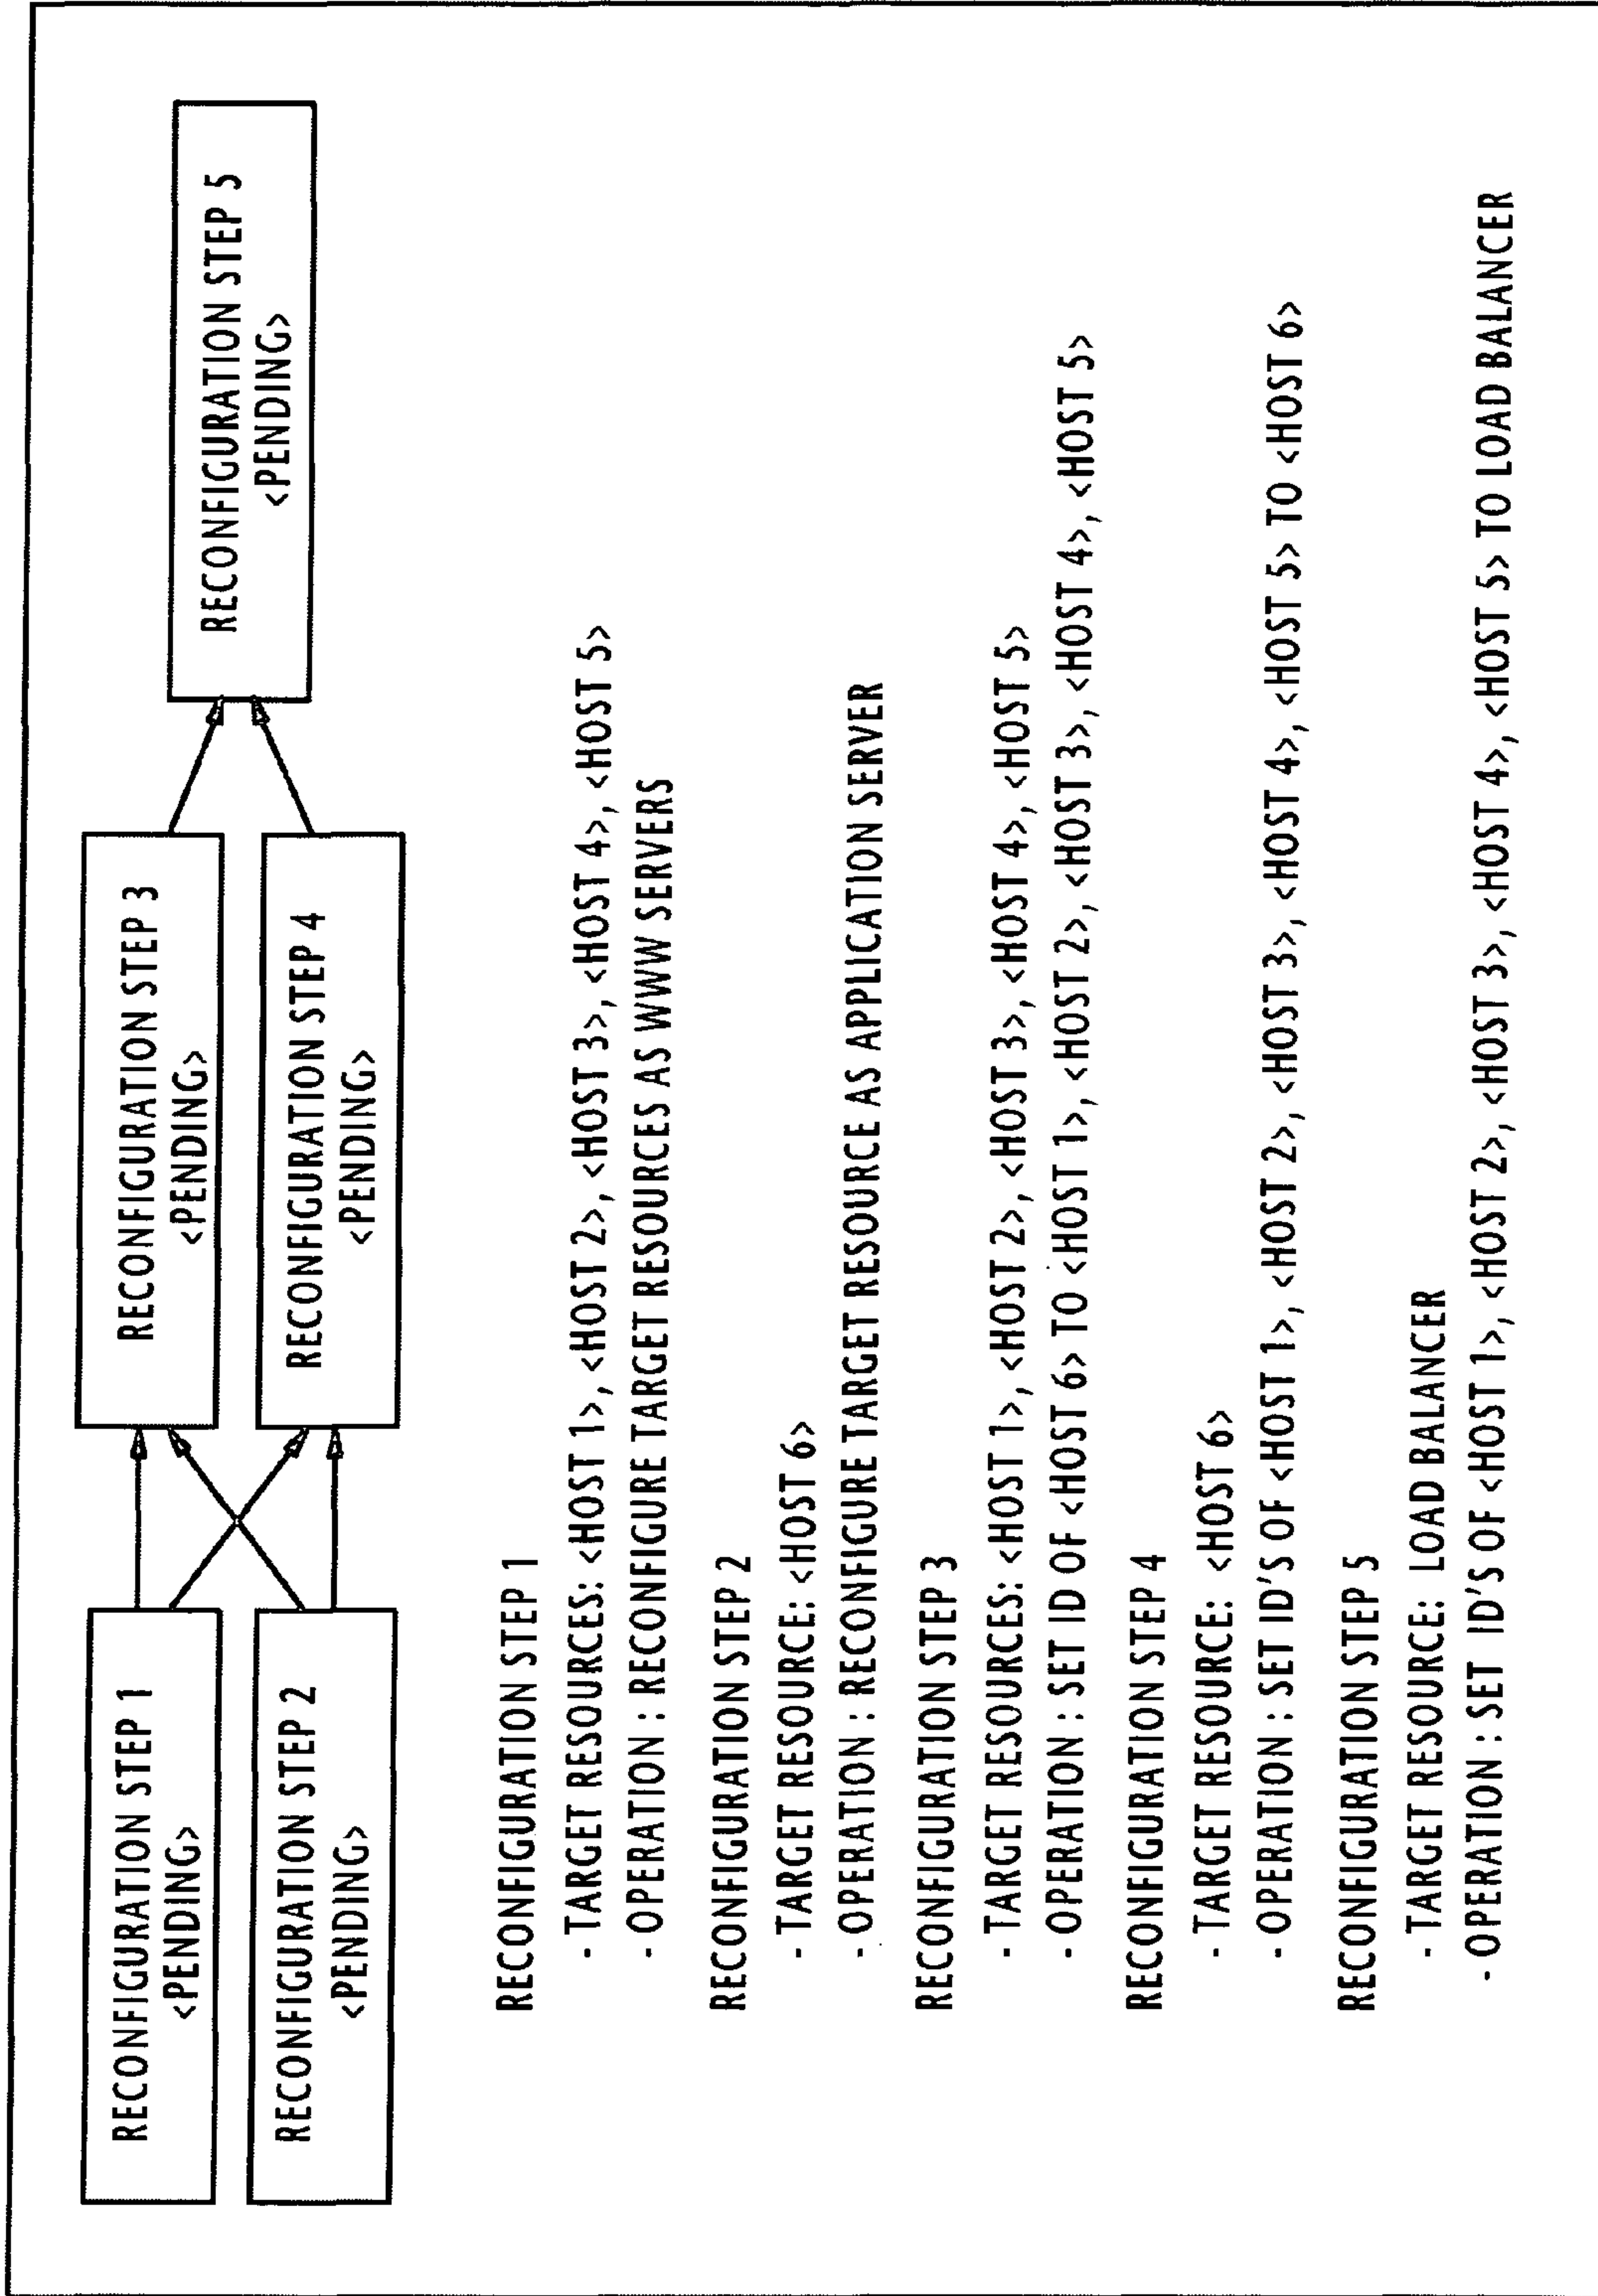 RECONFIGURATION STEP 1
<PENDING>
RECONFIGURATION STEP 2
<PENDING>
RECONFIGURATION STEP 3
<PENDING>
RECONFIGURATION STEP 4
<PENDING>
RECONFIGURATION STEP 5
<PENDING>
RECONFIGURATION STEP 1
- TARGET RESOURCES: <HOST 1>, <HOST 2>, <HOST 3>, <HOST 4>, <HOST 5>
- OPERATION : RECONFIGURE TARGET RESOURCES AS WWW SERVERS
RECONFIGURATION STEP 2
- TARGET RESOURCE: <HOST 6>
- OPERATION : RECONFIGURE TARGET RESOURCE AS APPLICATION SERVER
RECONFIGURATION STEP 3
- TARGET RESOURCES: <HOST 1>, <HOST 2>, <HOST 3>, <HOST 4>, <HOST 5>
- OPERATION : SET ID OF <HOST 6> TO <HOST 1>, <HOST 2>, <HOST 3>, <HOST 4>, <HOST 5>
RECONFIGURATION STEP 4
- TARGET RESOURCE: <HOST 6>
- OPERATION : SET ID'S OF <HOST 1>, <HOST 2>, <HOST 3>, <HOST 4>, <HOST 5> TO <HOST 6>
RECONFIGURATION STEP 5
- TARGET RESOURCE: LOAD BALANCER
- OPERATION : SET ID'S OF <HOST 1>, <HOST 2>, <HOST 3>, <HOST 4>, <HOST 5> TO LOAD BALANCER